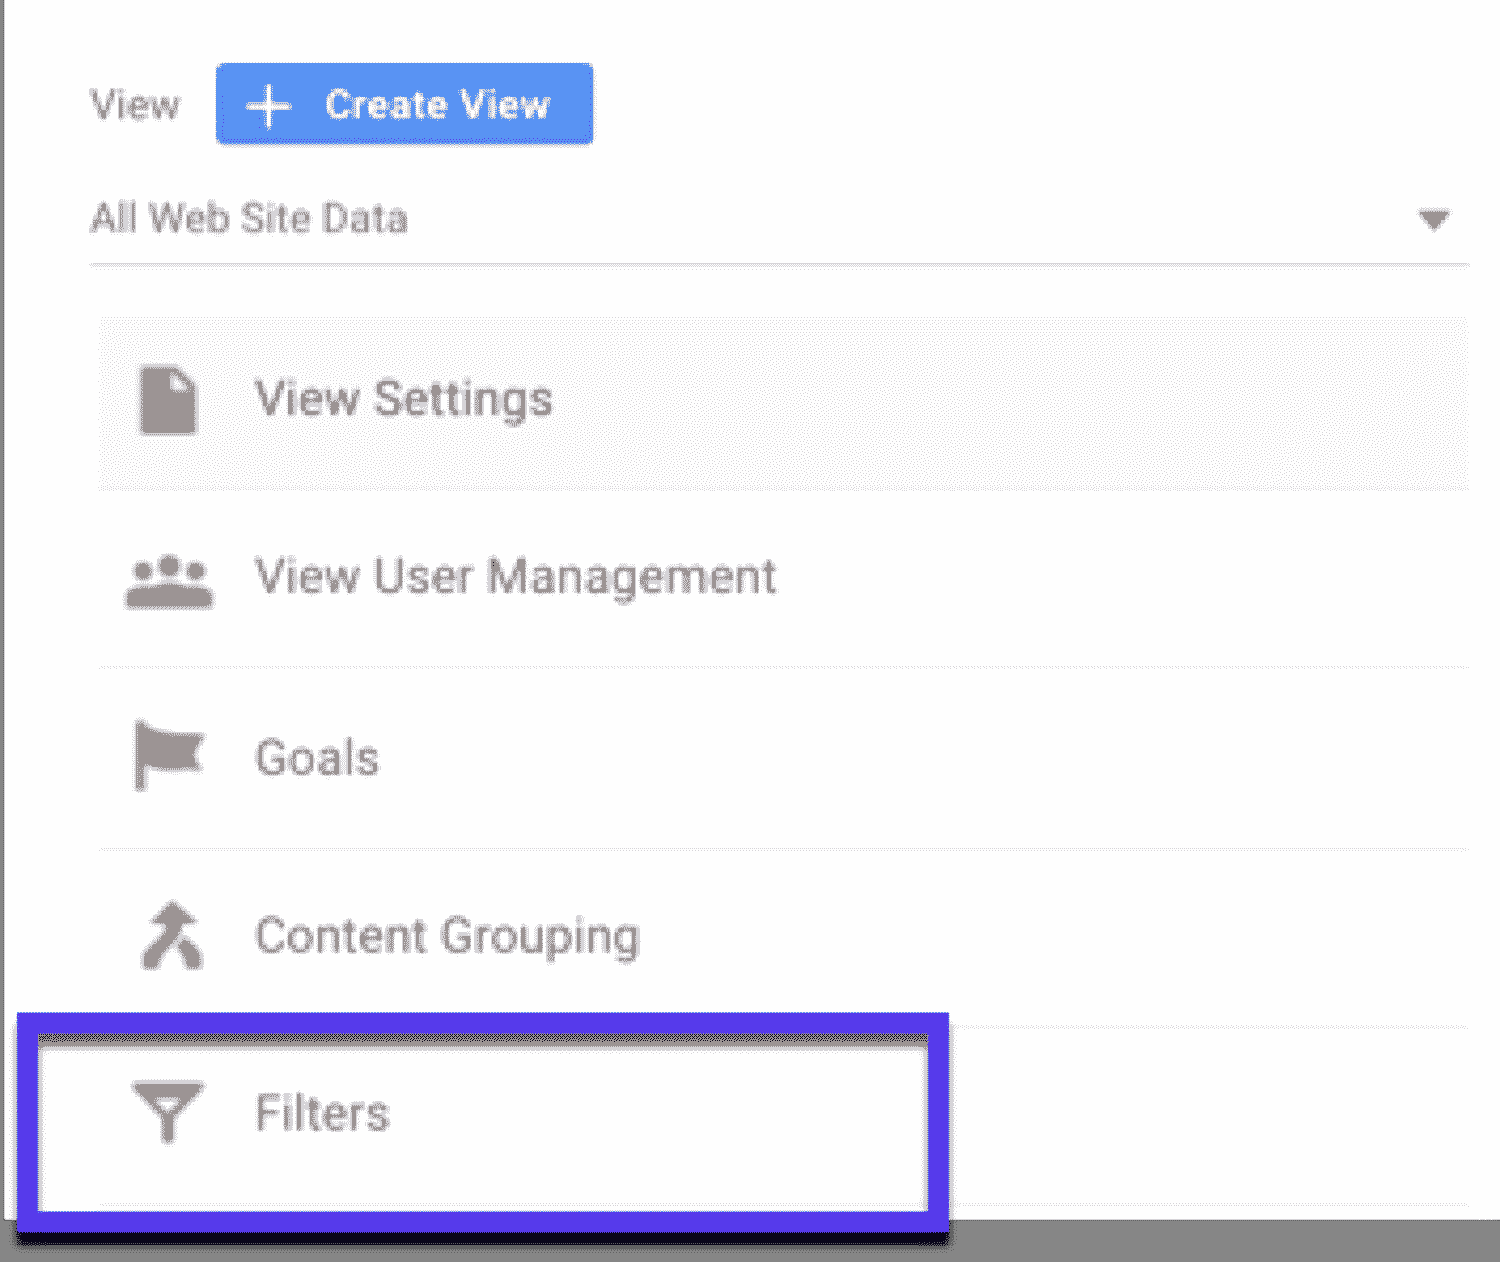 View + Create View
All Web Site Data
View Settings
View User Management
Goals
Content Grouping
Filters